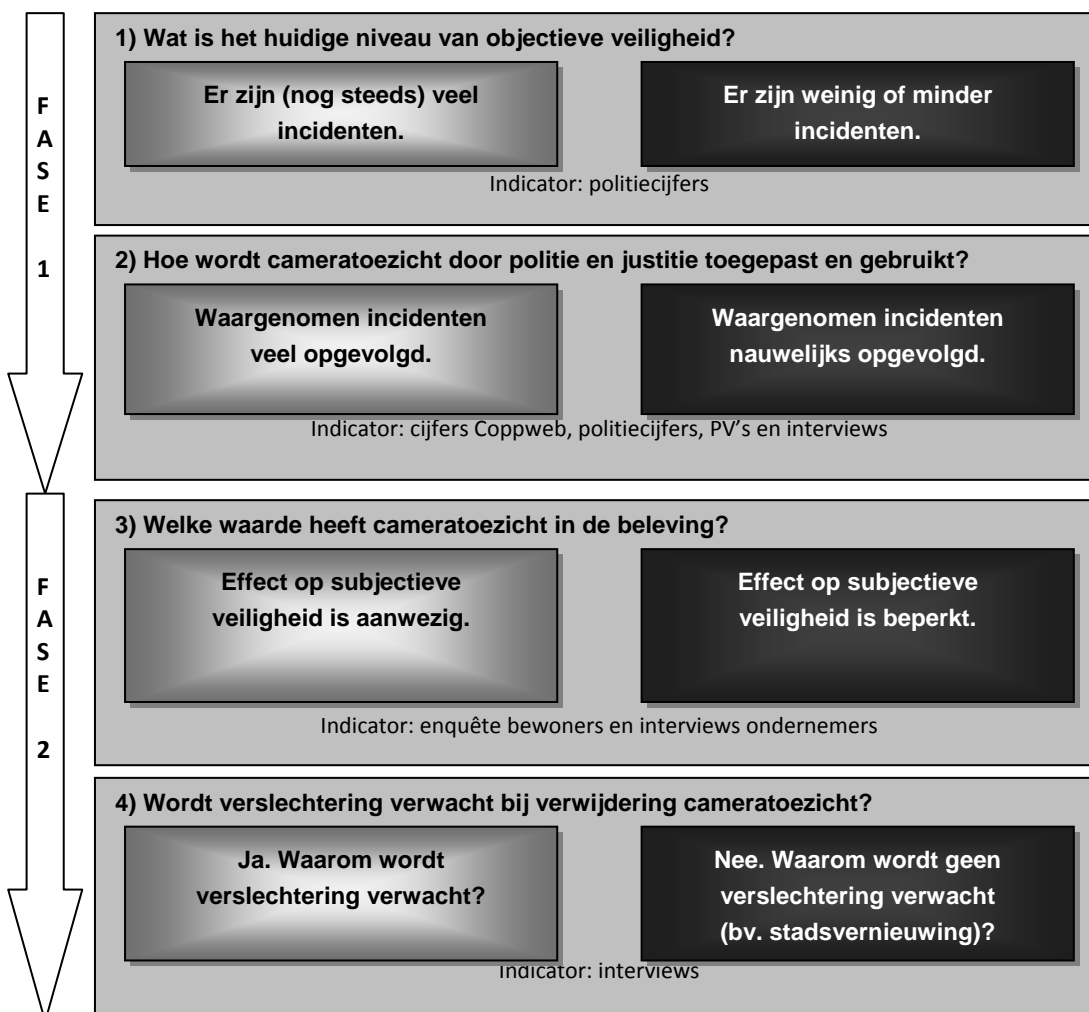 FASE 1
1) Wat is het huidige niveau van objectieve veiligheid?
Er zijn (nog steeds) veel
incidenten.
Er zijn weinig of minder
incidenten.
Indicator: politiecijfers
2) Hoe wordt cameratoezicht door politie en justitie toegepast en gebruikt?
Waargenomen incidenten
veel opgevolgd.
Waargenomen incidenten
nauwelijks opgevolgd.
Indicator: cijfers Coppweb, politiecijfers, PV's en interviews
FASE 2
3) Welke waarde heeft cameratoezicht in de beleving?
Effect op subjectieve
veiligheid is aanwezig.
Effect op subjectieve
veiligheid is beperkt.
Indicator: enquête bewoners en interviews ondernemers
4) Wordt verslechtering verwacht bij verwijdering cameratoezicht?
Ja. Waarom wordt
verslechtering verwacht?
Nee. Waarom wordt geen
verslechtering verwacht
(bv. stadsvernieuwing)?
Indicator: interviews